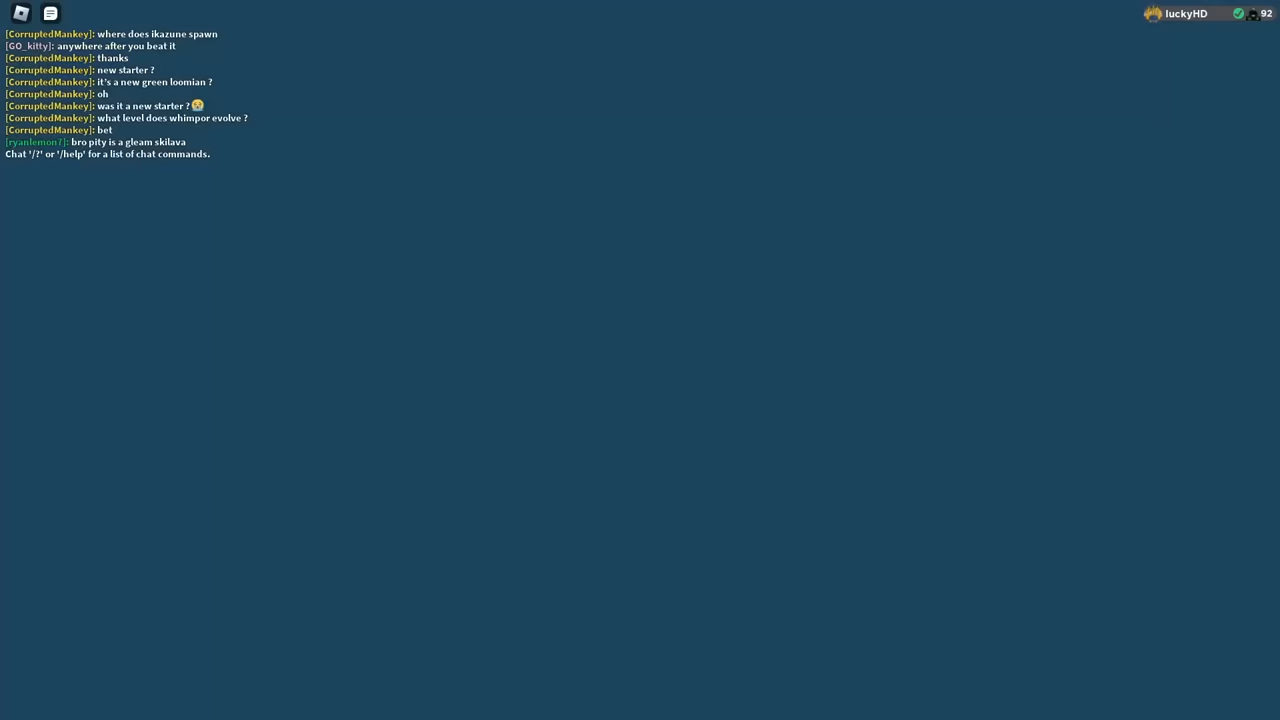 luckyHD 92
[CorruptedMankey]: where does ikazune spawn
[GO_kitty]: anywhere after you beat it
[CorruptedMankey]: thanks
[CorruptedMankey]: new starter ?
[CorruptedMankey]: it's a new green loomian ?
[CorruptedMankey]: oh
[CorruptedMankey]: was it a new starter ? 😭
[CorruptedMankey]: what level does whimpor evolve ?
[CorruptedMankey]: bet
[ryanlemon7]: bro pity is a gleam skilava
Chat '/?' or '/help' for a list of chat commands.